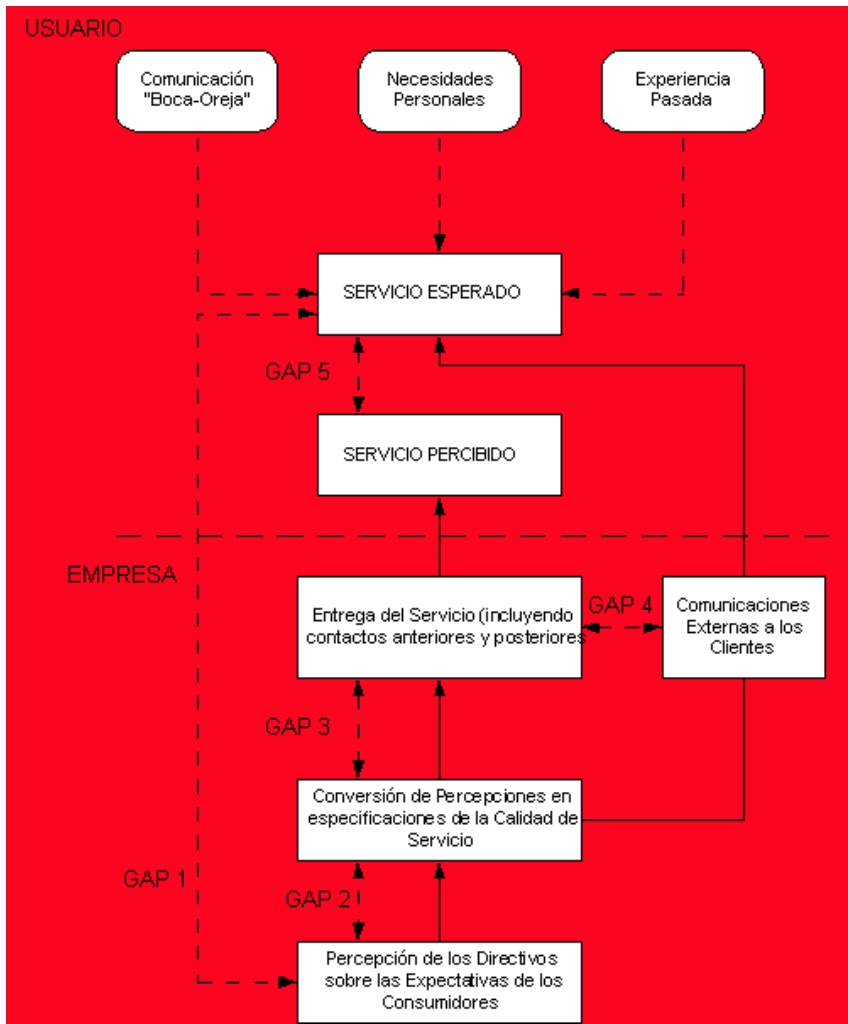 USUARIO
Comunicación
"Boca-Oreja"
Necesidades
Personales
Experiencia
Pasada
SERVICIO ESPERADO
GAP 5
SERVICIO PERCIBIDO
EMPRESA
Entrega del Servicio (incluyendo
contactos anteriores y posteriores
GAP 4
Comunicaciones
Externas a los
Clientes
GAP 3
Conversión de Percepciones en
especificaciones de la Calidad de
Servicio
GAP 1
GAP 2
Percepción de los Directivos
sobre las Expectativas de los
Consumidores